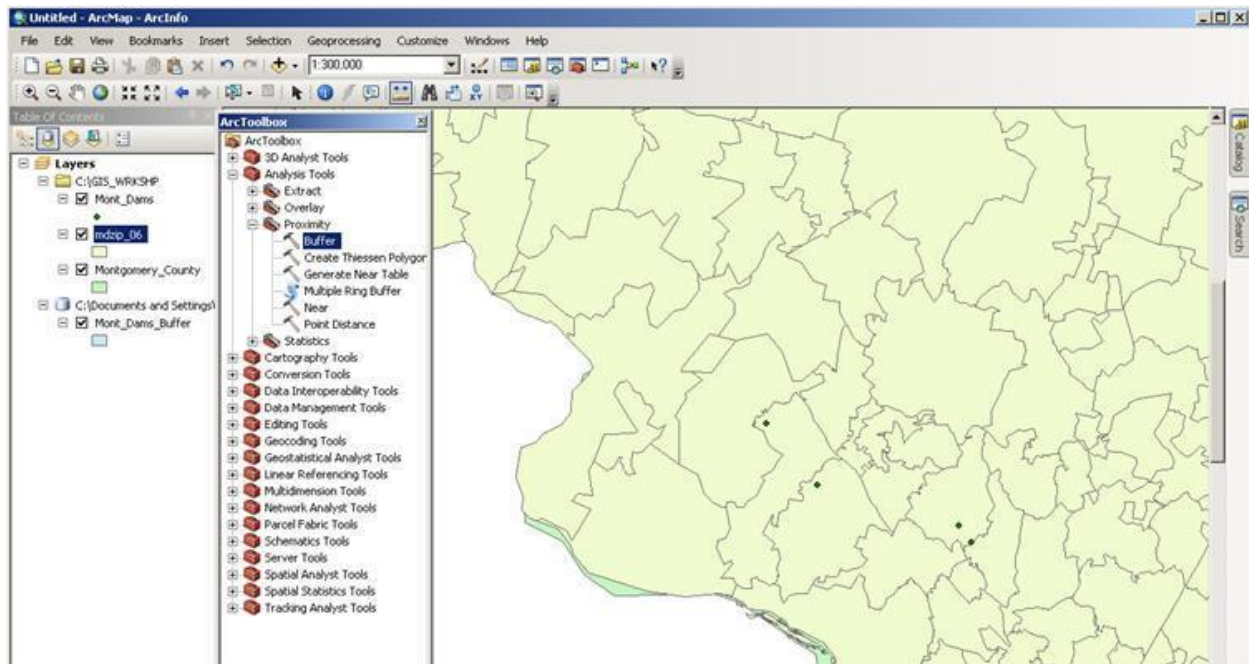 Untitled - ArcMap - ArcInfo
File Edit View Bookmarks Insert Selection Geoprocessing Customize Windows Help
1:300,000
Table Of Contents
Layers
C:\GIS_WRKSHP
Mont_Dams
mdzip_06
Montgomery_County
C:\Documents and Settings\
Mont_Dams_Buffer
ArcToolbox
ArcToolbox
3D Analyst Tools
Analysis Tools
Extract
Overlay
Proximity
Buffer
Create Thiessen Polygon
Generate Near Table
Multiple Ring Buffer
Near
Point Distance
Statistics
Cartography Tools
Conversion Tools
Data Interoperability Tools
Data Management Tools
Editing Tools
Geocoding Tools
Geostatistical Analyst Tools
Linear Referencing Tools
Multidimension Tools
Network Analyst Tools
Parcel Fabric Tools
Schematics Tools
Server Tools
Spatial Analyst Tools
Spatial Statistics Tools
Tracking Analyst Tools
Catalog
Search